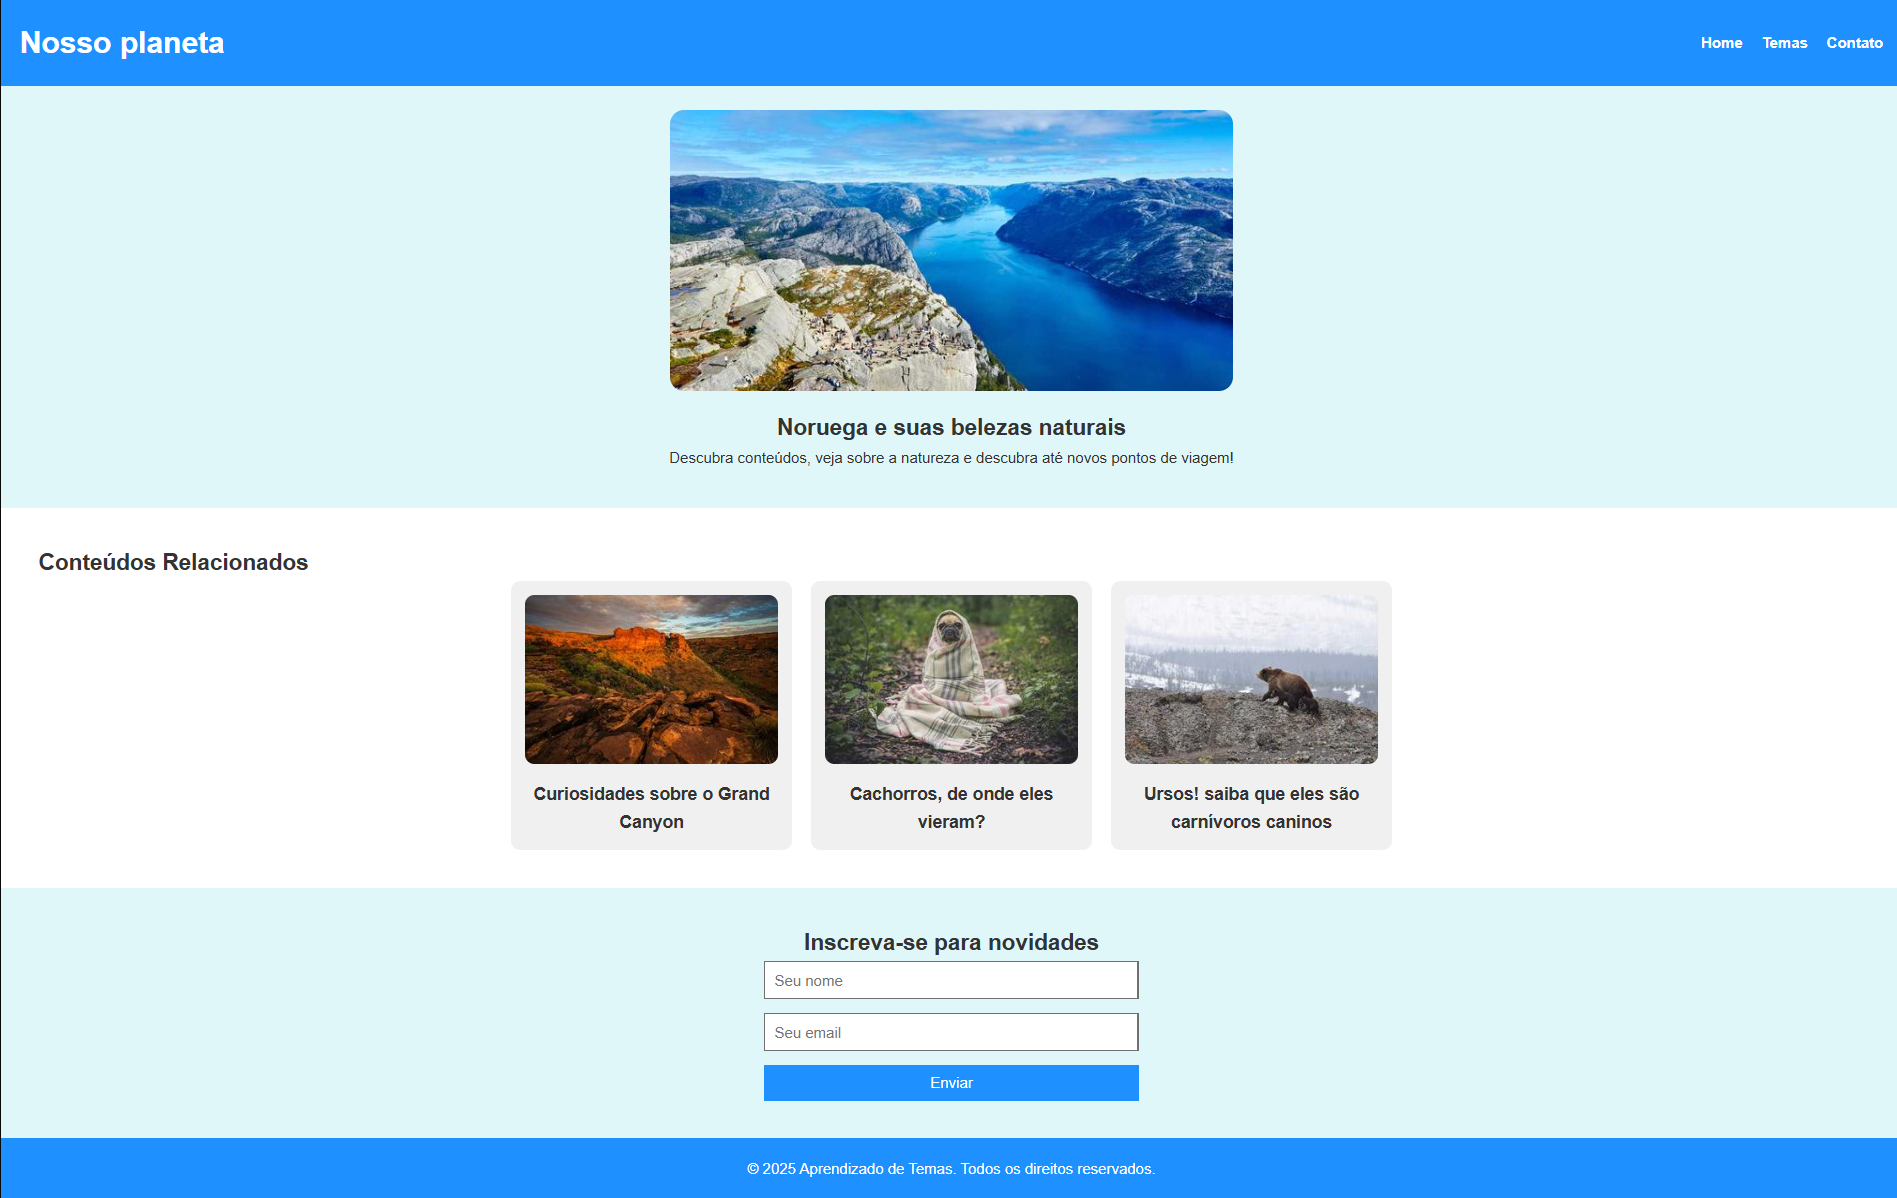 Nosso planeta
Home Temas Contato
Noruega e suas belezas naturais
Descubra conteúdos, veja sobre a natureza e descubra até novos pontos de viagem!
Conteúdos Relacionados
Curiosidades sobre o Grand
Canyon
Cachorros, de onde eles
vieram?
Ursos! saiba que eles são
carnívoros caninos
Inscreva-se para novidades
Seu nome
Seu email
Enviar
© 2025 Aprendizado de Temas. Todos os direitos reservados.